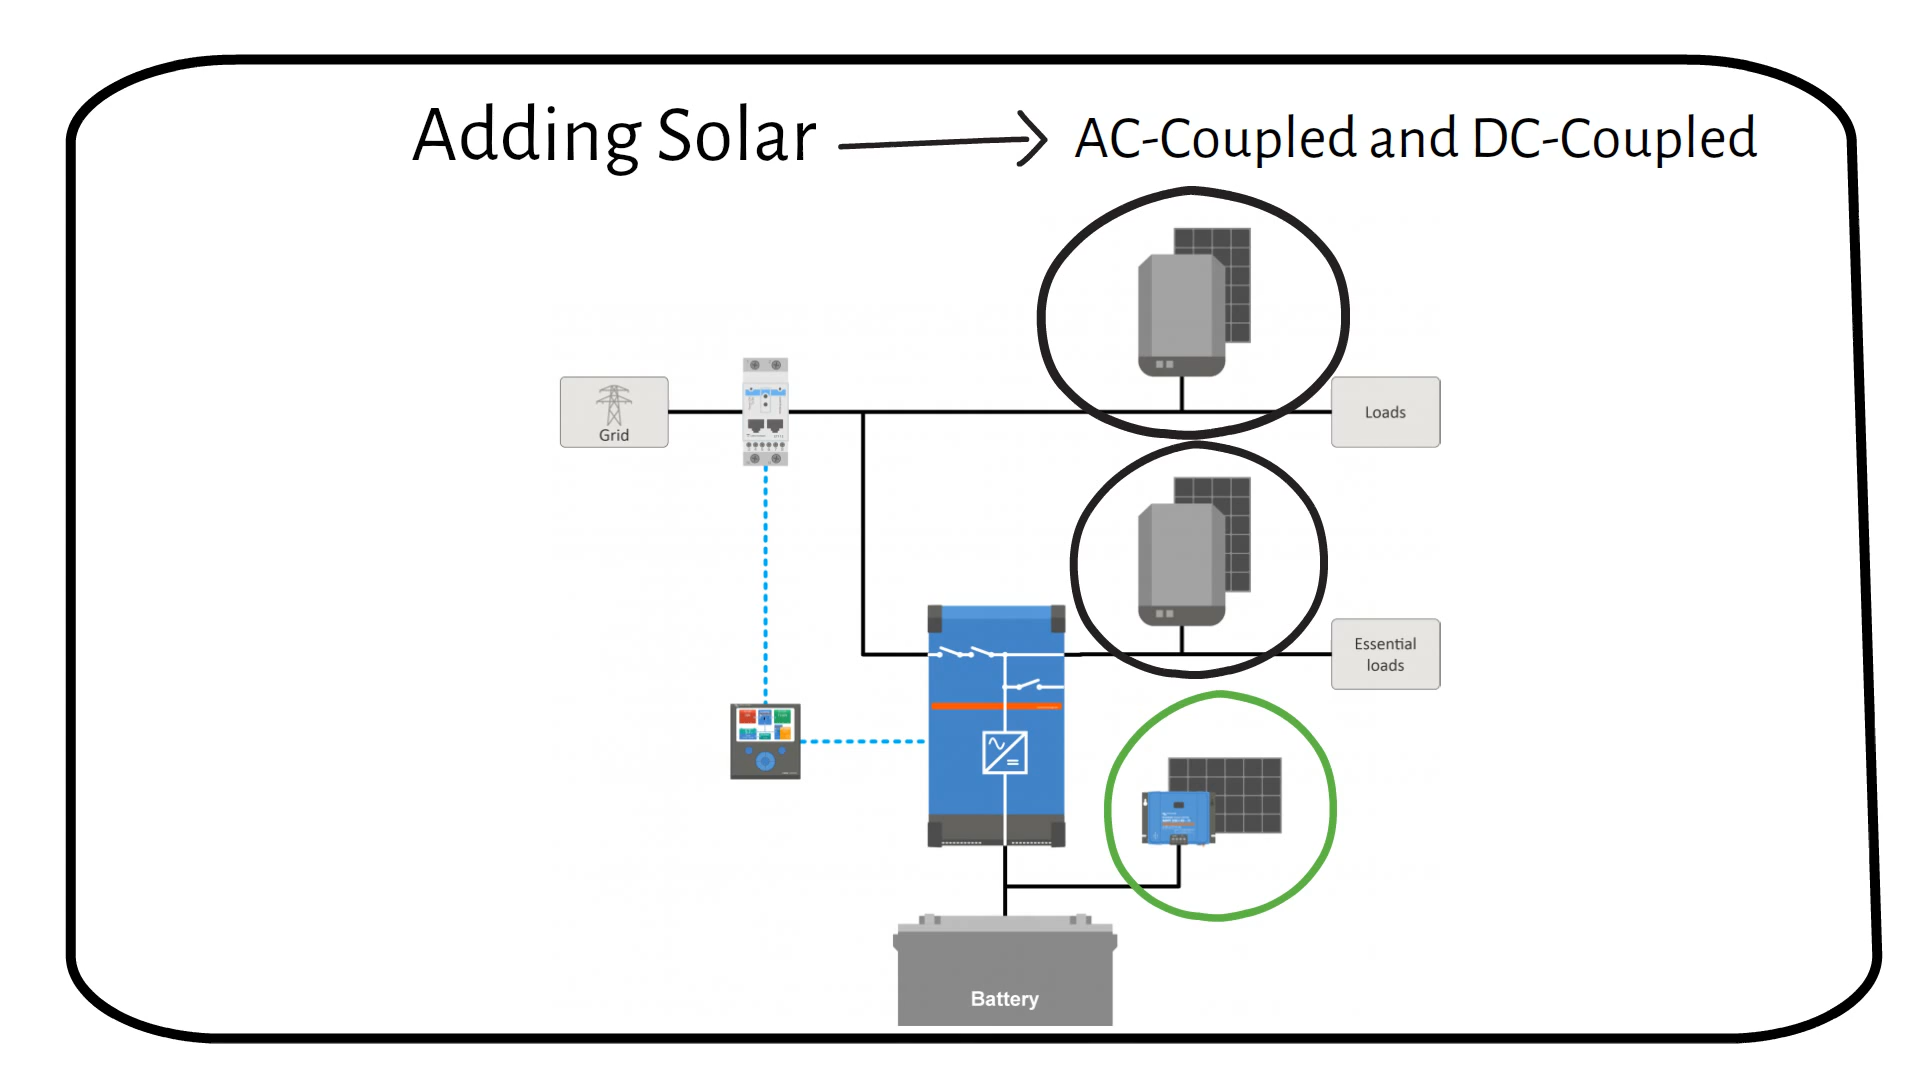 Adding Solar
AC-Coupled and DC-Coupled
Grid
Loads
Essential
loads
Battery